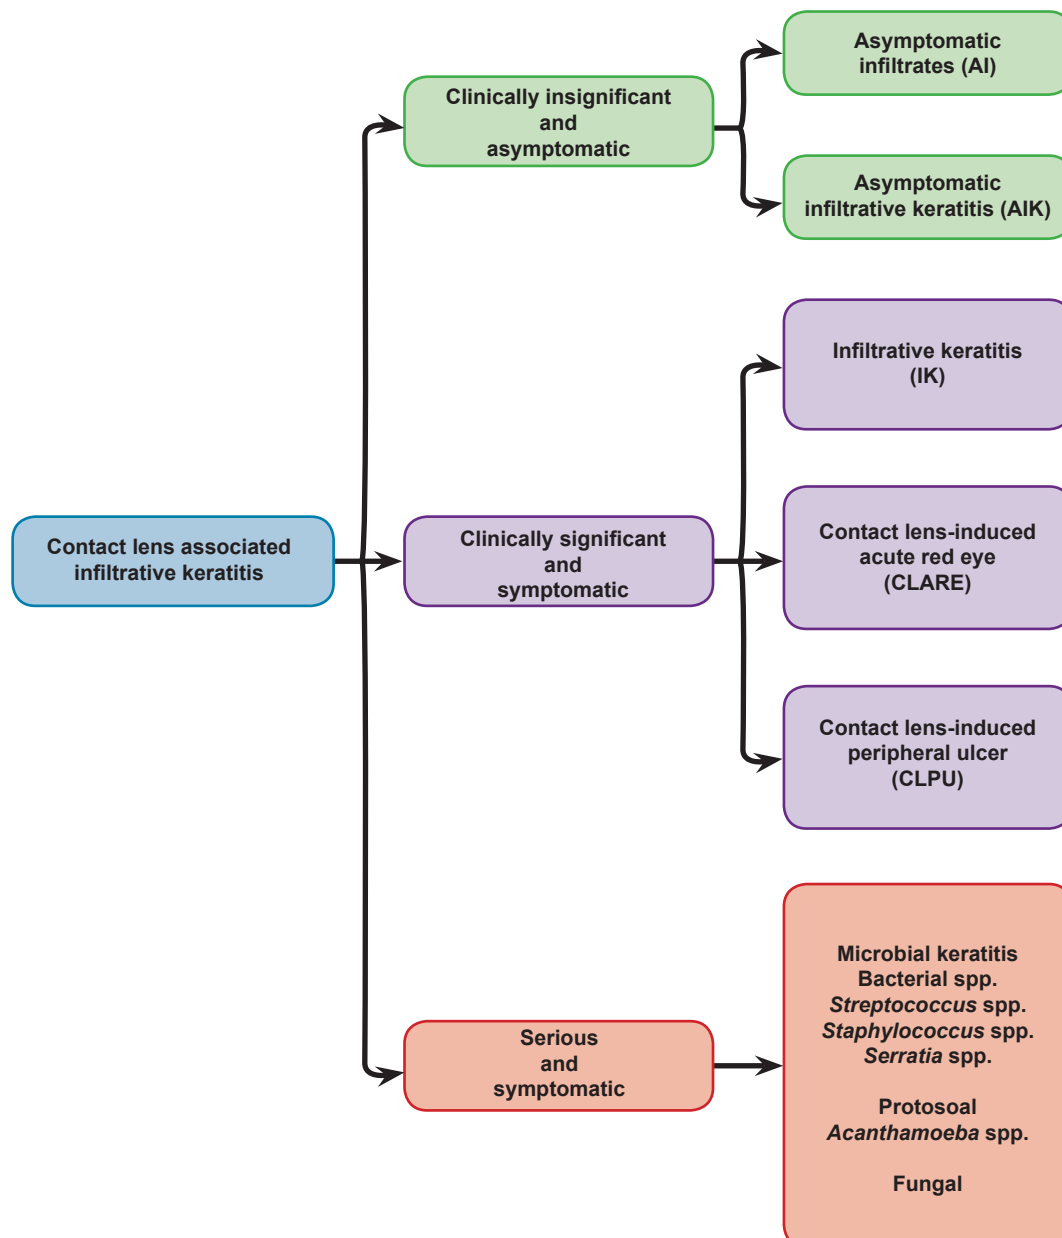 Asymptomatic
infiltrates (AI)
Clinically insignificant
and
asymptomatic
Asymptomatic
infiltrative keratitis (AIK)
Infiltrative keratitis
(IK)
Contact lens associated
infiltrative keratitis
Clinically significant
and
symptomatic
Contact lens-induced
acute red eye
(CLARE)
Contact lens-induced
peripheral ulcer
(CLPU)
Serious
and
symptomatic
Microbial keratitis
Bacterial spp.
Streptococcus spp.
Staphylococcus spp.
Serratia spp.
Protosoal
Acanthamoeba spp.
Fungal